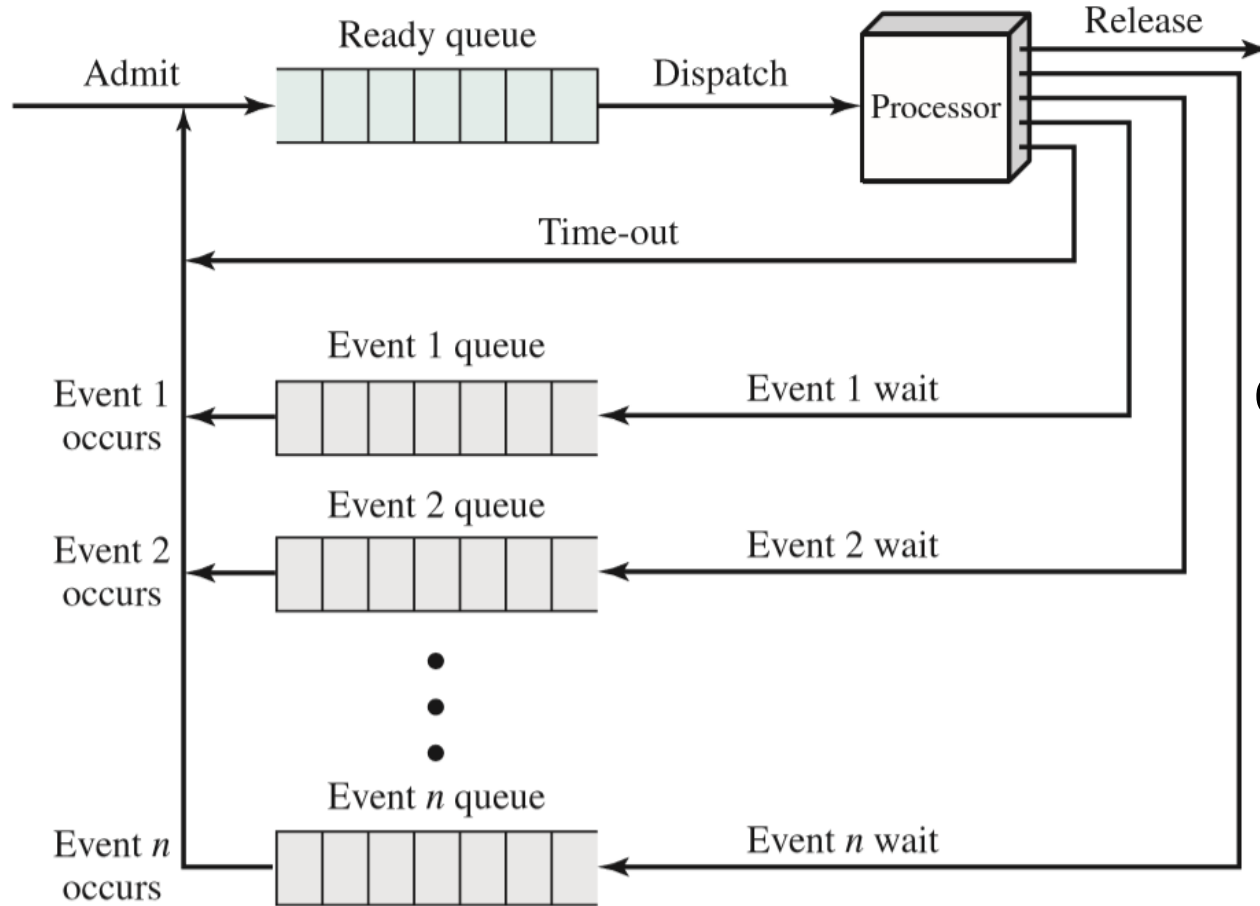 Release
Ready queue
Admit
Dispatch
Processor
Time-out
Event 1 queue
Event 1
occurs
Event 1 wait
Event 2 queue
Event 2
occurs
Event 2 wait
Event n queue
Event n
occurs
Event n wait